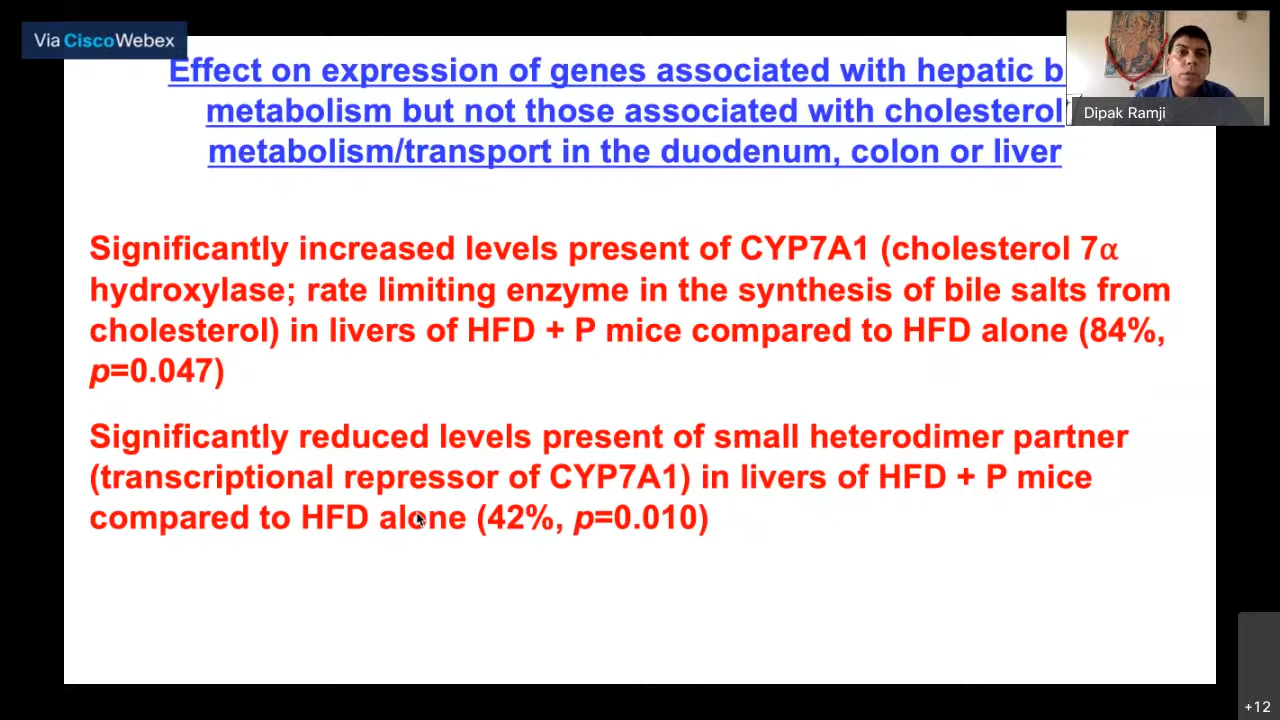 Via CiscoWebex
Effect on expression of genes associated with hepatic b
metabolism but not those associated with cholesterol
metabolism/transport in the duodenum, colon or liver
Dipak Ramji
Significantly increased levels present of CYP7A1 (cholesterol 7α
hydroxylase; rate limiting enzyme in the synthesis of bile salts from
cholesterol) in livers of HFD + P mice compared to HFD alone (84%,
p=0.047)
Significantly reduced levels present of small heterodimer partner
(transcriptional repressor of CYP7A1) in livers of HFD + P mice
compared to HFD alone (42%, p=0.010)
+12